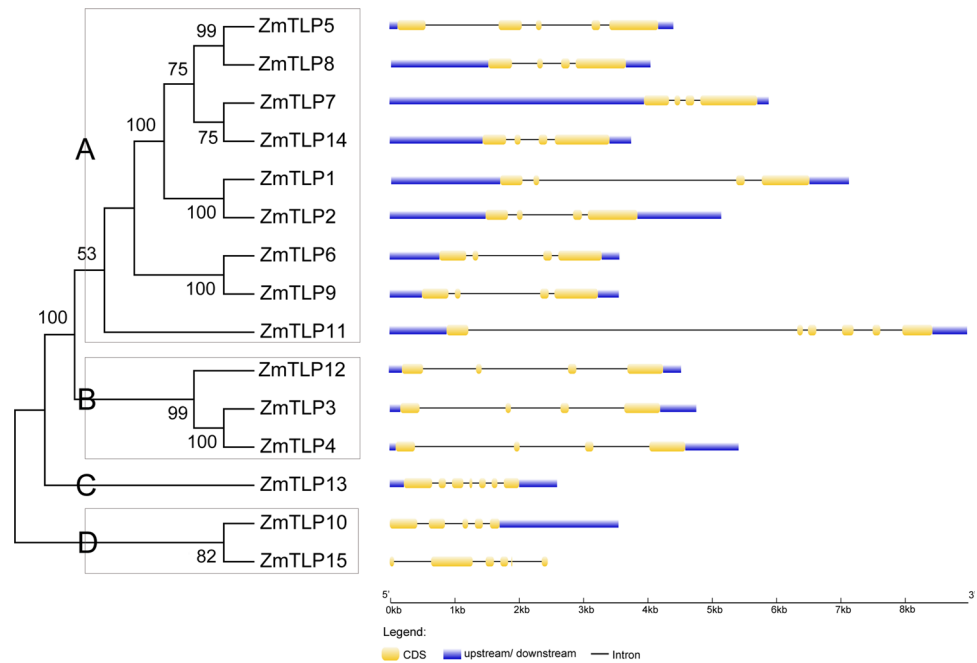 ZmTLP5
99
ZmTLP8
75
ZmTLP7
100
75
ZmTLP14
A
ZmTLP1
100
ZmTLP2
53
ZmTLP6
100
ZmTLP9
100
ZmTLP11
ZmTLP12
B
99
ZmTLP3
100
ZmTLP4
C
ZmTLP13
ZmTLP10
D
82
ZmTLP15
5' 3'
0kb 1kb 2kb 3kb 4kb 5kb 6kb 7kb 8kb
Legend:
CDS upstream/ downstream Intron